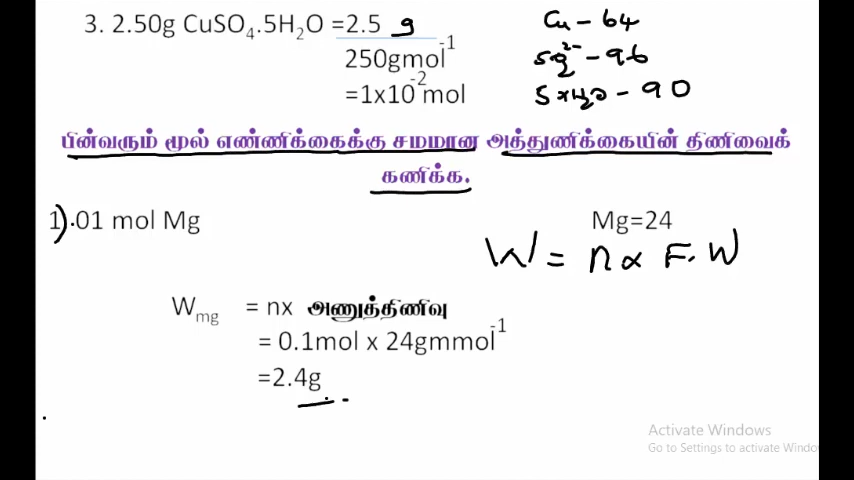 3. 2.50g CuSO₄.5H₂O =2.5 g
Cu - 64
250gmol⁻¹
SO₄²⁻ - 96
=1x10⁻²mol
5xH₂O - 90
பின்வரும் மூல் எண்ணிக்கைக்கு சமமான அத்துணிக்கையின் திணிவைக்
கணிக்க.
1).01 mol Mg
Mg=24
W = n x F.W
W mg = nx அணுத்திணிவு
= 0.1mol x 24gmmol⁻¹
=2.4g
Activate Windows
Go to Settings to activate Windo